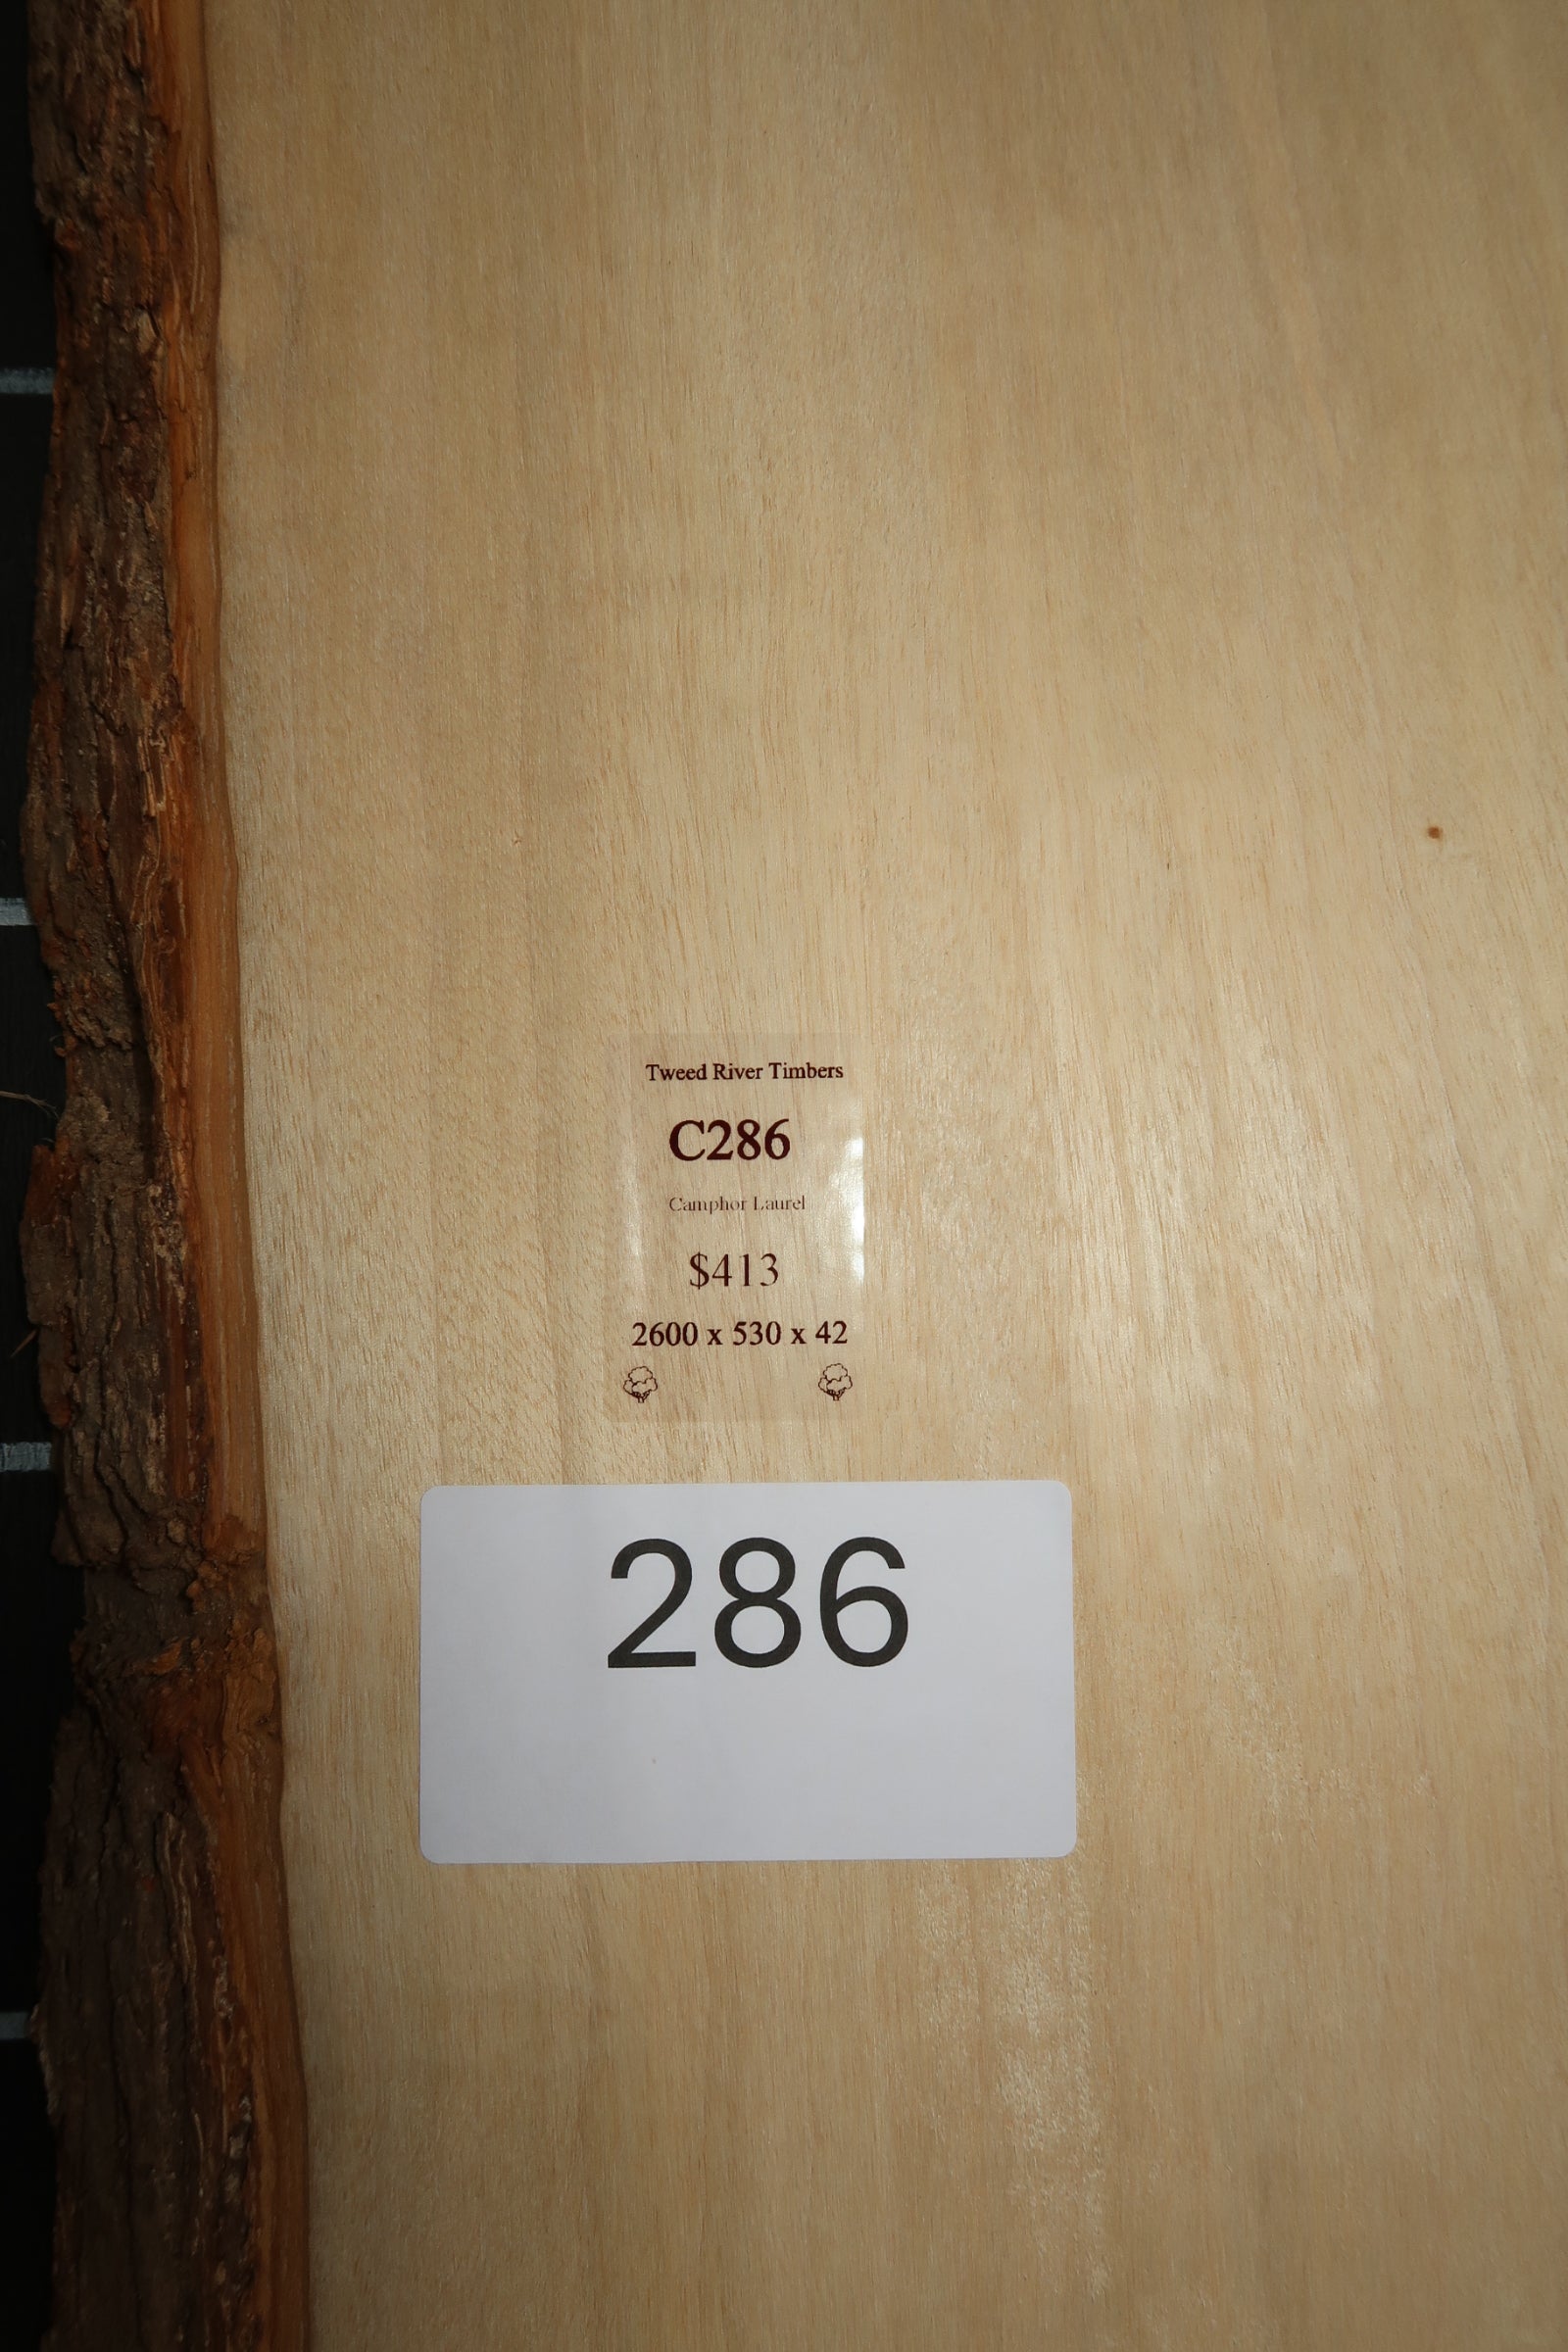 Tweed River Timbers
C286
Camphor Laurel
$413
2600 x 530 x 42
286